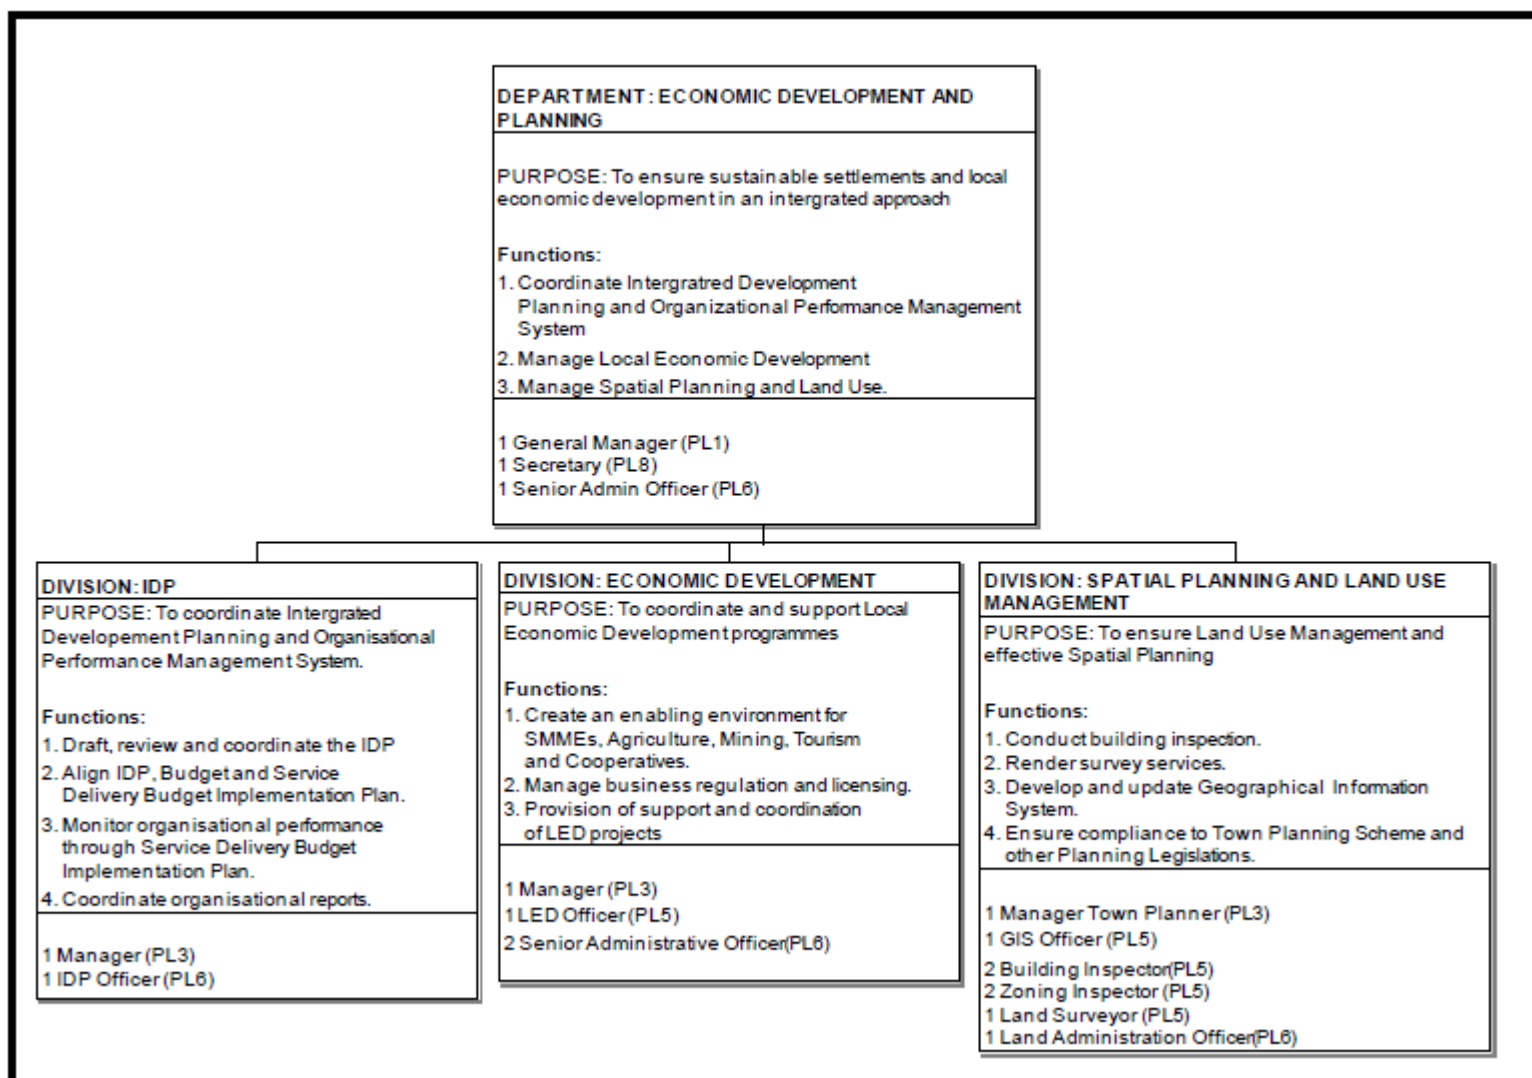 DEPARTMENT: ECONOMIC DEVELOPMENT AND
PLANNING
PURPOSE: To ensure sustainable settlements and local
economic development in an intergrated approach
Functions:
1. Coordinate Intergratred Development
Planning and Organizational Performance Management
System
2. Manage Local Economic Development
3. Manage Spatial Planning and Land Use.
1 General Manager (PL1)
1 Secretary (PL8)
1 Senior Admin Officer (PL6)
DIVISION: IDP
PURPOSE: To coordinate Intergrated
Developement Planning and Organisational
Performance Management System.
Functions:
1. Draft, review and coordinate the IDP
2. Align IDP, Budget and Service
Delivery Budget Implementation Plan.
3. Monitor organisational performance
through Service Delivery Budget
Implementation Plan.
4. Coordinate organisational reports.
1 Manager (PL3)
1 IDP Officer (PL6)
DIVISION: ECONOMIC DEVELOPMENT
PURPOSE: To coordinate and support Local
Economic Development programmes
Functions:
1. Create an enabling environment for
SMMEs, Agriculture, Mining, Tourism
and Cooperatives.
2. Manage business regulation and licensing.
3. Provision of support and coordination
of LED projects
1 Manager (PL3)
1 LED Officer (PL5)
2 Senior Administrative Officer(PL6)
DIVISION: SPATIAL PLANNING AND LAND USE
MANAGEMENT
PURPOSE: To ensure Land Use Management and
effective Spatial Planning
Functions:
1. Conduct building inspection.
2. Render survey services.
3. Develop and update Geographical Information
System.
4. Ensure compliance to Town Planning Scheme and
other Planning Legislations.
1 Manager Town Planner (PL3)
1 GIS Officer (PL5)
2 Building Inspector(PL5)
2 Zoning Inspector (PL5)
1 Land Surveyor (PL5)
1 Land Administration Officer(PL6)